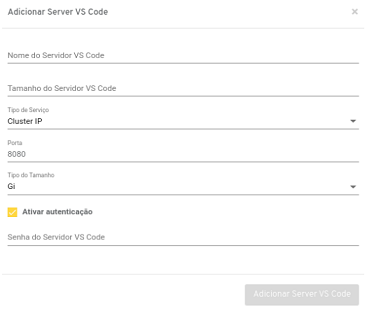 Adicionar Server VS Code
×
Nome do Servidor VS Code
Tamanho do Servidor VS Code
Tipo de Serviço
Cluster IP
Porta
8080
Tipo do Tamanho
Gi
Ativar autenticação
Senha do Servidor VS Code
Adicionar Server VS Code